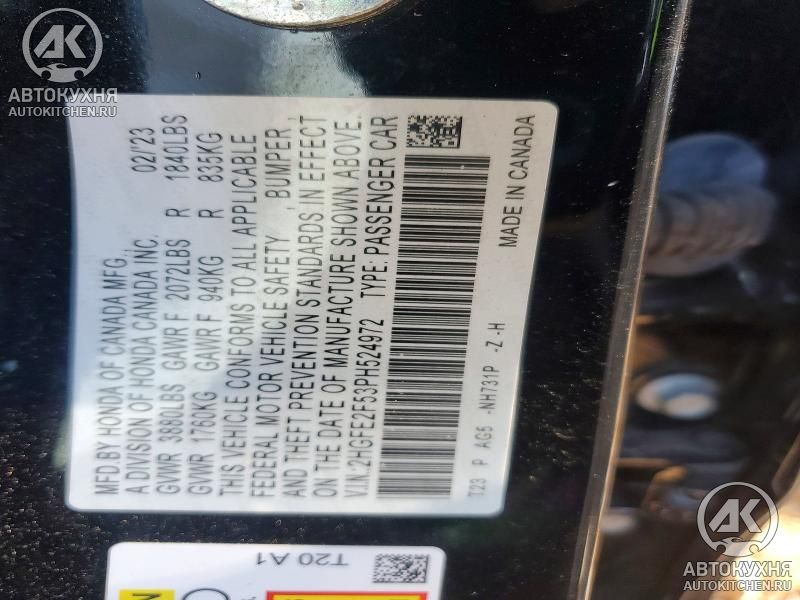 АК
АВТОКУХНЯ
AUTOKITCHEN.RU
MFD.BY HONDA OF CANADA MFG., 02/'23
A DIVISION OF HONDA CANADA INC.
GVWR 3880LBS GAWR F 2072LBS R 1840LBS
GVWR 1760KG GAWR F 940KG R 835KG
THIS VEHICLE CONFORMS TO ALL APPLICABLE
FEDERAL MOTOR VEHICLE SAFETY , BUMPER ,
AND THEFT PREVENTION STANDARDS IN EFFECT
ON THE DATE OF MANUFACTURE SHOWN ABOVE.
V.I.N.:2HGFE2F53PH524972 TYPE: PASSENGER CAR
T23 P AG5 -NH731P -Z -H
MADE IN CANADA
T20 A1
АК
АВТОКУХНЯ
AUTOKITCHEN.RU